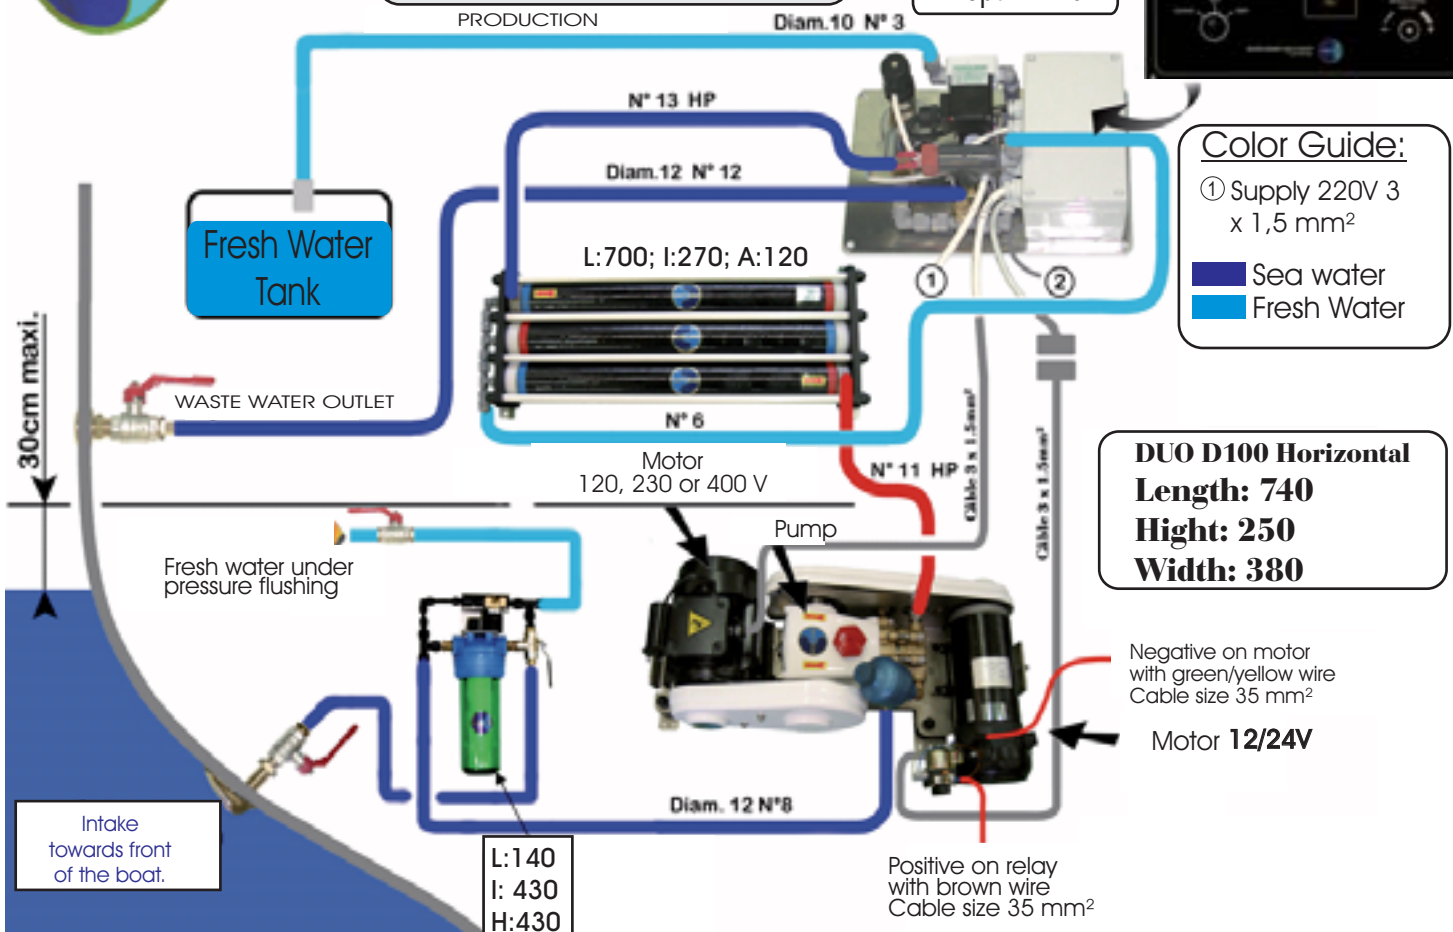 PRODUCTION
Diam.10 N° 3
N° 13 HP
Diam.12 N° 12
Fresh Water
Tank
L:700; I:270; A:120
1
2
Color Guide:
① Supply 220V 3
x 1,5 mm²
Sea water
Fresh Water
30cm maxi.
WASTE WATER OUTLET
N° 6
Motor
120, 230 or 400 V
N° 11 HP
Câble 3 x 1.5mm²
Câble 3 x 1.5mm²
DUO D100 Horizontal
Length: 740
Hight: 250
Width: 380
Pump
Fresh water under
pressure flushing
Negative on motor
with green/yellow wire
Cable size 35 mm²
Motor 12/24V
Diam. 12 N°8
Intake
towards front
of the boat.
L:140
I: 430
H:430
Positive on relay
with brown wire
Cable size 35 mm²